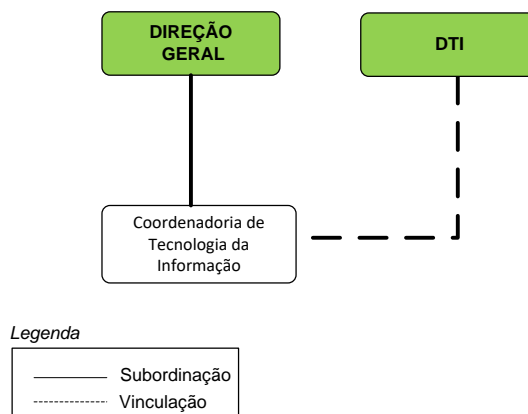 DIREÇÃO
GERAL
DTI
Coordenadoria de
Tecnologia da
Informação
Legenda
Subordinação
Vinculação